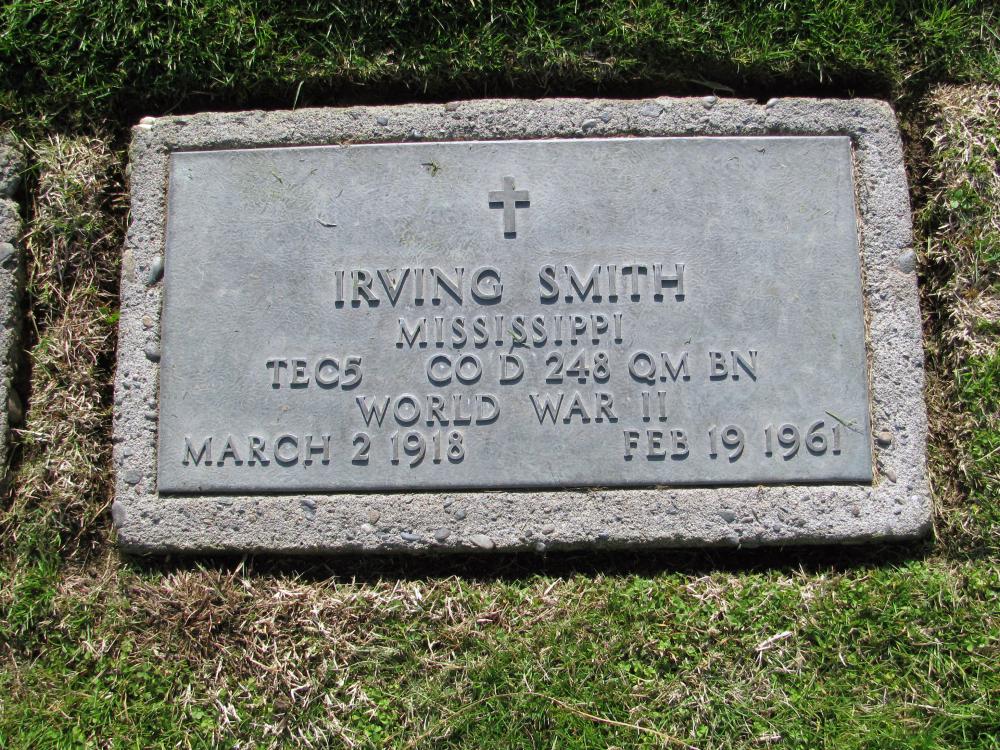 IRVING SMITH
MISSISSIPPI
TEC5 CO D 248 QM BN
WORLD WAR II
MARCH 2 1918 FEB 19 1961